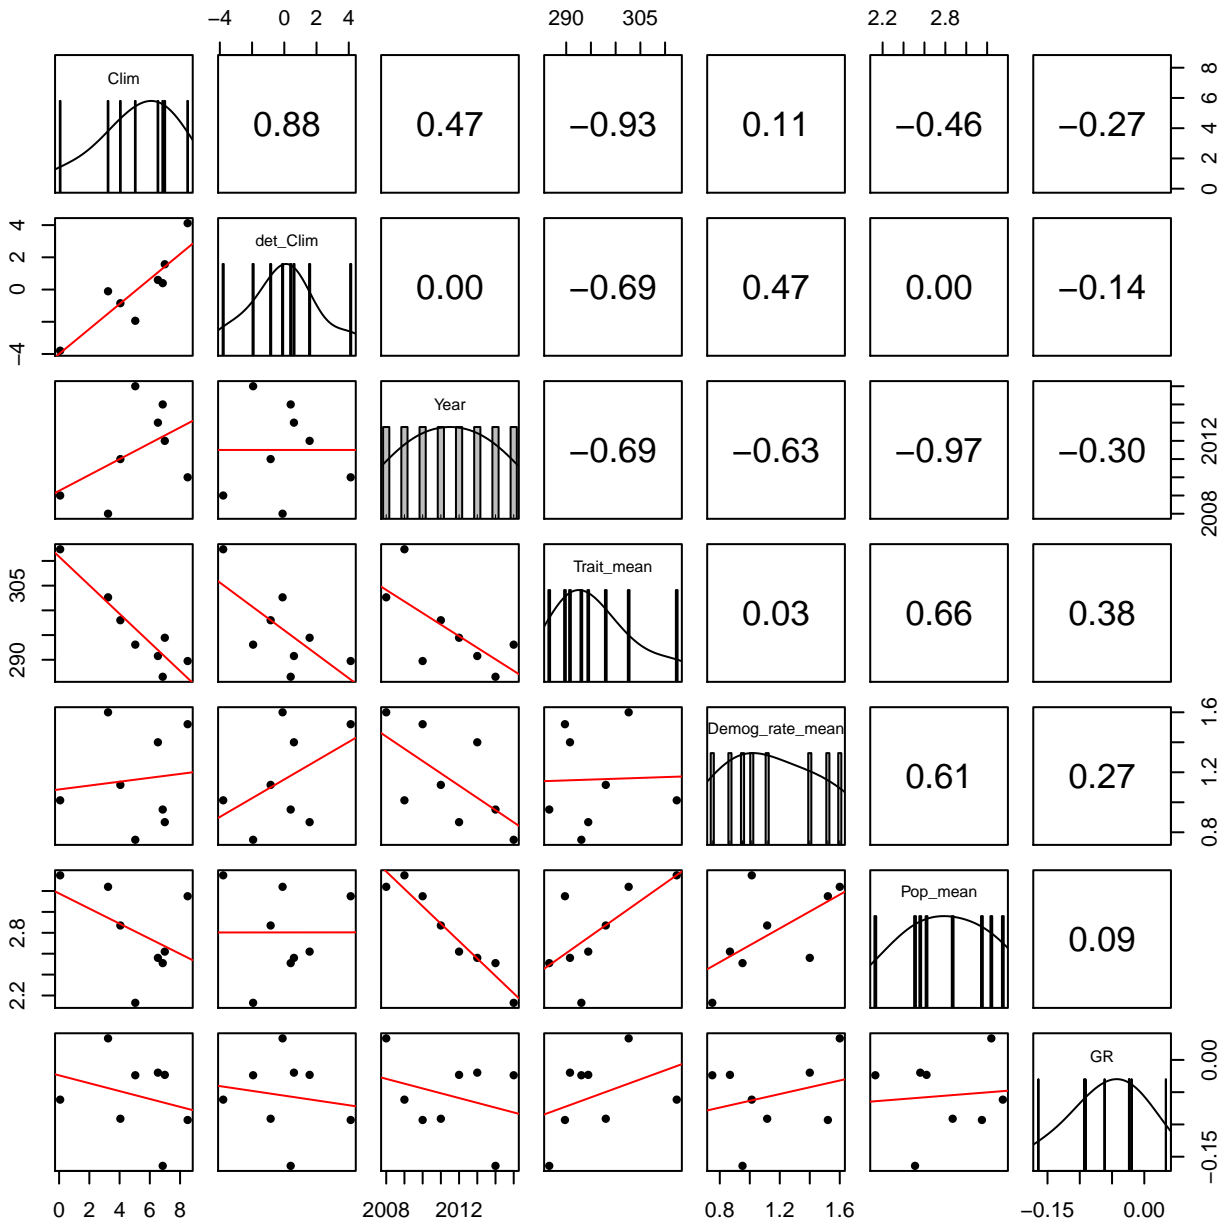 −4 0 2 4 290 305 2.2 2.8
Clim 0.88 0.47 −0.93 0.11 −0.46 −0.27 0 2 4 6 8
−4 0 2 4 det_Clim 0.00 −0.69 0.47 0.00 −0.14
Year −0.69 −0.63 −0.97 −0.30 2008 2012
290 305 Trait_mean 0.03 0.66 0.38
Demog_rate_mean 0.61 0.27 0.8 1.2 1.6
2.2 2.8 Pop_mean 0.09
GR −0.15 0.00
0 2 4 6 8 2008 2012 0.8 1.2 1.6 −0.15 0.00